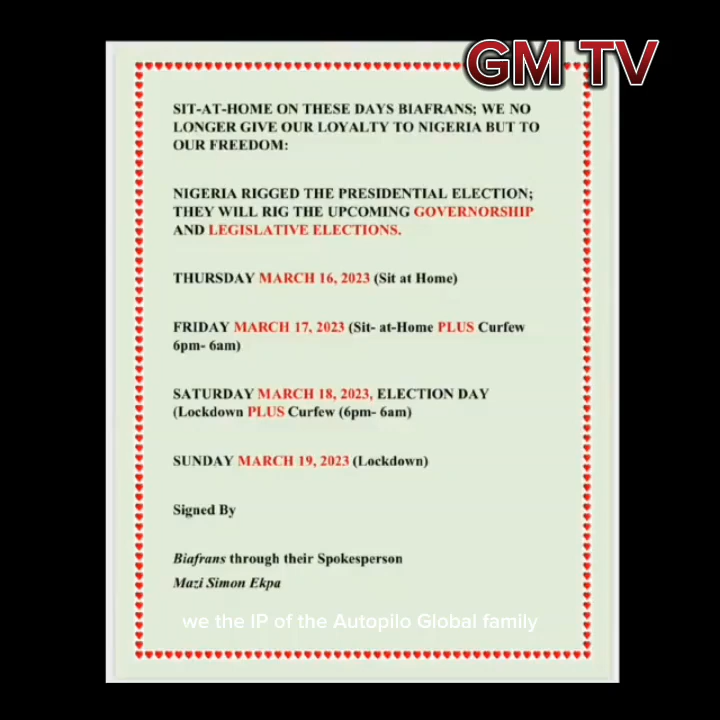 GM TV
SIT-AT-HOME ON THESE DAYS BIAFRANS; WE NO
LONGER GIVE OUR LOYALTY TO NIGERIA BUT TO
OUR FREEDOM:
NIGERIA RIGGED THE PRESIDENTIAL ELECTION;
THEY WILL RIG THE UPCOMING GOVERNORSHIP
AND LEGISLATIVE ELECTIONS.
THURSDAY MARCH 16, 2023 (Sit at Home)
FRIDAY MARCH 17, 2023 (Sit- at-Home PLUS Curfew
6pm- 6am)
SATURDAY MARCH 18, 2023, ELECTION DAY
(Lockdown PLUS Curfew (6pm- 6am)
SUNDAY MARCH 19, 2023 (Lockdown)
Signed By
Biafrans through their Spokesperson
Mazi Simon Ekpa
we the IP of the Autopilo Global family